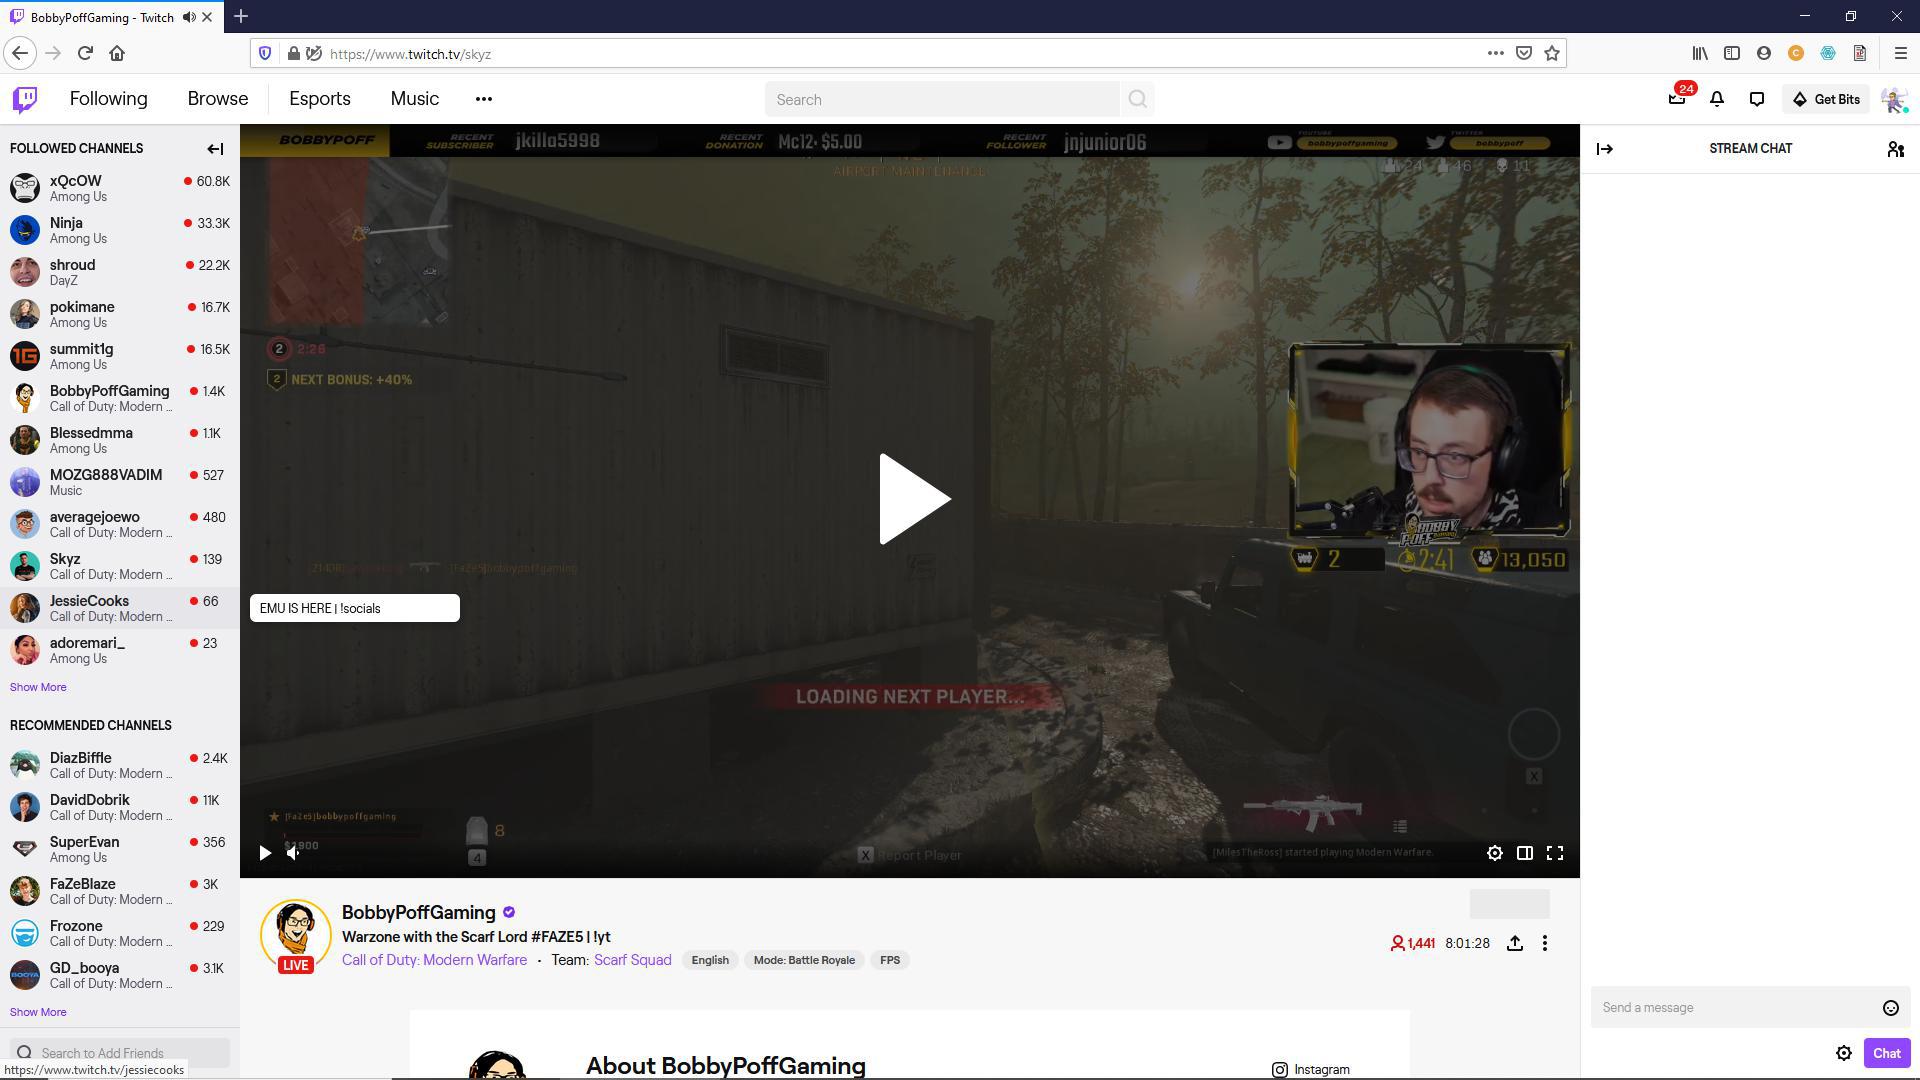 BobbyPoffGaming - Twitch
https://www.twitch.tv/skyz
Following
Browse
Esports
Music
Search
24
Get Bits
FOLLOWED CHANNELS
xQcOW 60.8K
Among Us
Ninja 33.3K
Among Us
shroud 22.2K
DayZ
pokimane 16.7K
Among Us
summit1g 16.5K
Among Us
BobbyPoffGaming 1.4K
Call of Duty: Modern ...
Blessedmma 1.1K
Among Us
MOZG888VADIM 527
Music
averagejoewo 480
Call of Duty: Modern ...
Skyz 139
Call of Duty: Modern ...
JessieCooks 66
Call of Duty: Modern ...
adoremari_ 23
Among Us
Show More
RECOMMENDED CHANNELS
DiazBiffle 2.4K
Call of Duty: Modern ...
DavidDobrik 11K
Call of Duty: Modern ...
SuperEvan 356
Among Us
FaZeBlaze 3K
Call of Duty: Modern ...
Frozone 229
Call of Duty: Modern ...
GD_booya 3.1K
Call of Duty: Modern ...
Show More
Search to Add Friends
https://www.twitch.tv/jessiecooks
BOBBYPOFF
RECENT SUBSCRIBER jkilla5998
RECENT DONATION Mc12: $5.00
RECENT FOLLOWER jnjunior06
YOUTUBE
bobbypoffgaming
TWITTER
bobbypoff
AIRPORT MAINTENANCE
24 46 11
2 2:26
2 NEXT BONUS: +40%
[FaZe5]bobbypoffgaming
EMU IS HERE | !socials
BOBBY POFF
2 2:41 13,050
LOADING NEXT PLAYER...
X
[FaZe5]bobbypoffgaming
8
4
X Report Player
[MilesTheRoss] started playing Modern Warfare.
BobbyPoffGaming
Warzone with the Scarf Lord #FAZE5 | !yt
Call of Duty: Modern Warfare · Team: Scarf Squad English Mode: Battle Royale FPS
LIVE
1,441 8:01:28
About BobbyPoffGaming
Instagram
STREAM CHAT
Send a message
Chat